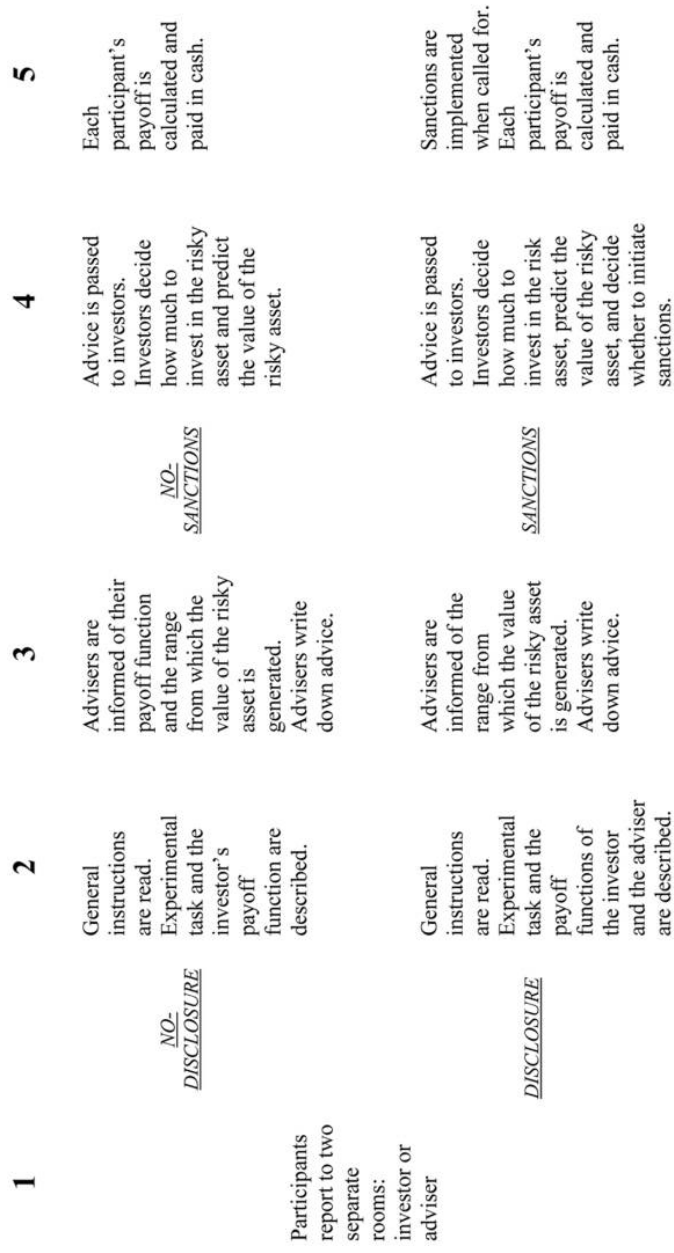 1
Participants
report to two
separate
rooms:
investor or
adviser
NO-
DISCLOSURE
DISCLOSURE
2
General
instructions
are read.
Experimental
task and the
investor's
payoff
function are
described.
General
instructions
are read.
Experimental
task and the
payoff
functions of
the investor
and the adviser
are described.
3
Advisers are
informed of their
payoff function
and the range
from which the
value of the risky
asset is
generated.
Advisers write
down advice.
Advisers are
informed of the
range from
which the value
of the risky asset
is generated.
Advisers write
down advice.
NO-
SANCTIONS
SANCTIONS
4
Advice is passed
to investors.
Investors decide
how much to
invest in the risky
asset and predict
the value of the
risky asset.
Advice is passed
to investors.
Investors decide
how much to
invest in the risk
asset, predict the
value of the risky
asset, and decide
whether to initiate
sanctions.
5
Each
participant's
payoff is
calculated and
paid in cash.
Sanctions are
implemented
when called for.
Each
participant's
payoff is
calculated and
paid in cash.